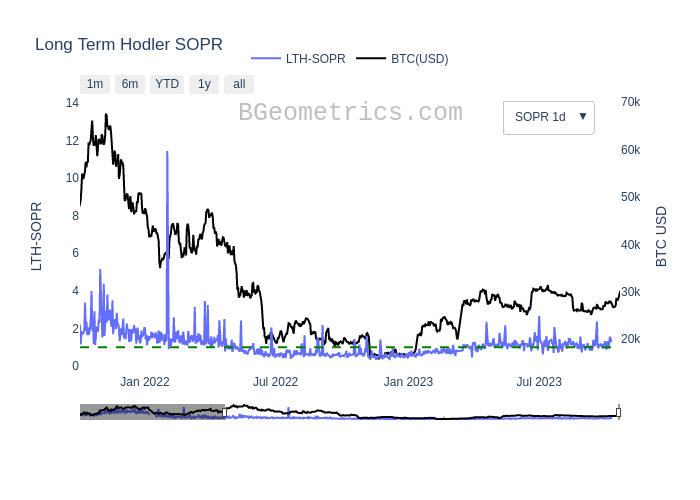 Long Term Hodler SOPR
LTH-SOPR
BTC(USD)
1m
6m
YTD
1y
all
BGeometrics.com
SOPR 1d
14
12
10
8
6
4
2
0
LTH-SOPR
70k
60k
50k
40k
30k
20k
BTC USD
Jan 2022
Jul 2022
Jan 2023
Jul 2023